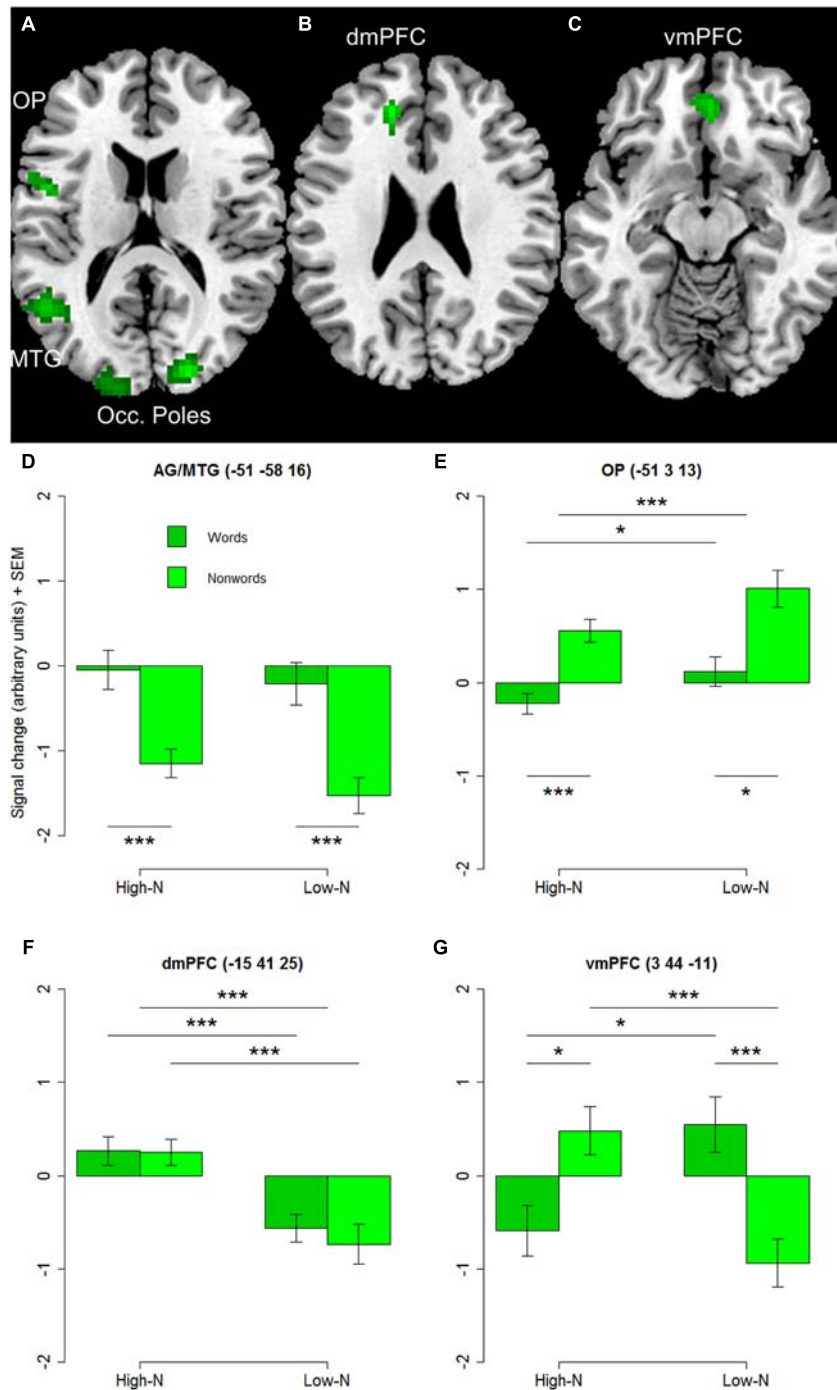 A
B
C
dmPFC
vmPFC
OP
MTG
Occ. Poles
D
AG/MTG (-51 -58 16)
Signal change (arbitrary units) + SEM
2
1
0
-1
-2
Words
Nonwords
***
***
High-N
Low-N
E
OP (-51 3 13)
2
1
0
-1
-2
***
*
***
*
High-N
Low-N
F
dmPFC (-15 41 25)
2
1
0
-1
-2
***
***
***
High-N
Low-N
G
vmPFC (3 44 -11)
2
1
0
-1
-2
***
*
*
***
High-N
Low-N